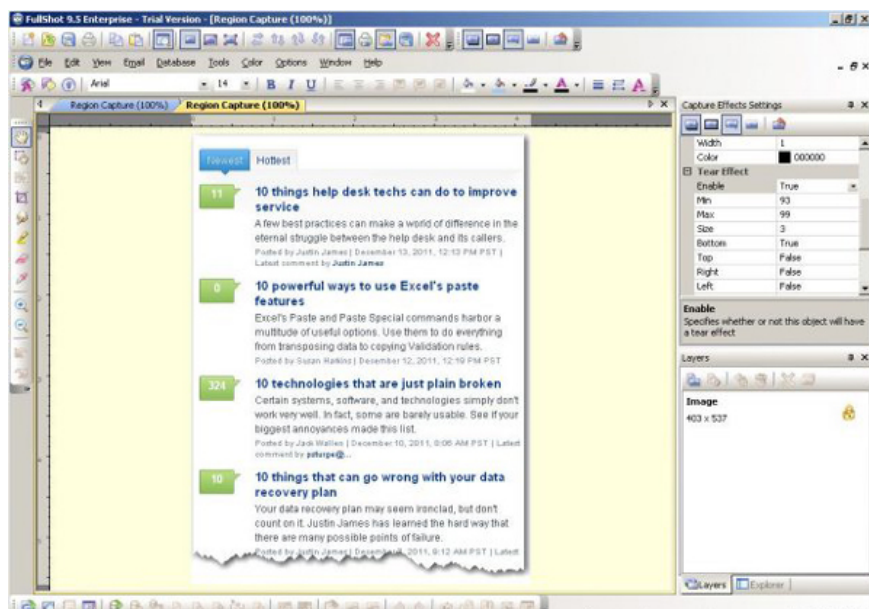 FullShot 9.5 Enterprise - Trial Version - [Region Capture (100%)]
File Edit View Email Database Tools Color Options Window Help
Arial 14 B I U
Region Capture (100%) Region Capture (100%)
Newest Hottest
11
10 things help desk techs can do to improve
service
A few best practices can make a world of difference in the
eternal struggle between the help desk and its callers.
Posted by Justin James | December 13, 2011, 12:13 PM PST |
Latest comment by Justin James
0
10 powerful ways to use Excel's paste
features
Excel's Paste and Paste Special commands harbor a
multitude of useful options. Use them to do everything
from transposing data to copying Validation rules.
Posted by Susan Harkins | December 12, 2011, 12:19 PM PST
324
10 technologies that are just plain broken
Certain systems, software, and technologies simply don't
work very well. In fact, some are barely usable. See if your
biggest annoyances made this list.
Posted by Jack Wallen | December 10, 2011, 8:06 AM PST | Latest
comment by
10
10 things that can go wrong with your data
recovery plan
Your data recovery plan may seem ironclad, but don't
count on it. Justin James has learned the hard way that
there are many possible points of failure.
Posted by Justin James | 2011, 9:12 AM PST | Latest
Capture Effects Settings
Width 1
Color 000000
Tear Effect
Enable True
Min 93
Max 99
Size 3
Bottom True
Top False
Right False
Left False
Enable
Specifies whether or not this object will have
a tear effect
Layers
Image
403 x 537
Layers Explorer